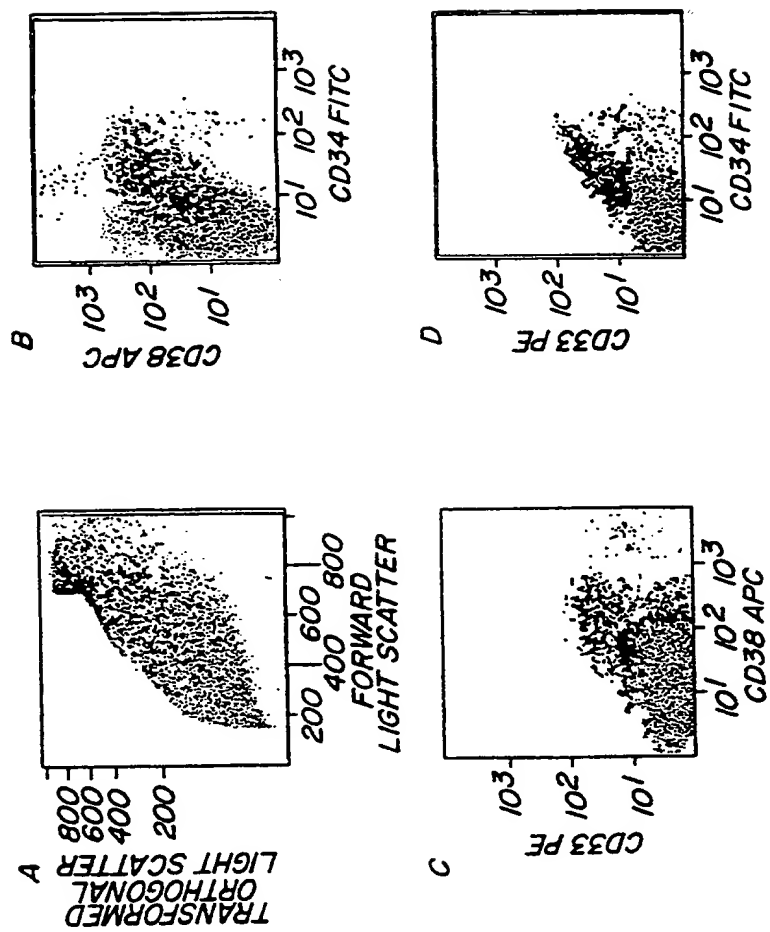 A
TRANSFORMED
ORTHOGONAL
LIGHT SCATTER
800
600
400
200
200
400
600
800
FORWARD
LIGHT SCATTER
B
CD38 APC
10³
10²
10¹
10¹
10²
10³
CD34 FITC
C
CD33 PE
10³
10²
10¹
10¹
10²
10³
CD38 APC
D
CD33 PE
10³
10²
10¹
10¹
10²
10³
CD34 FITC